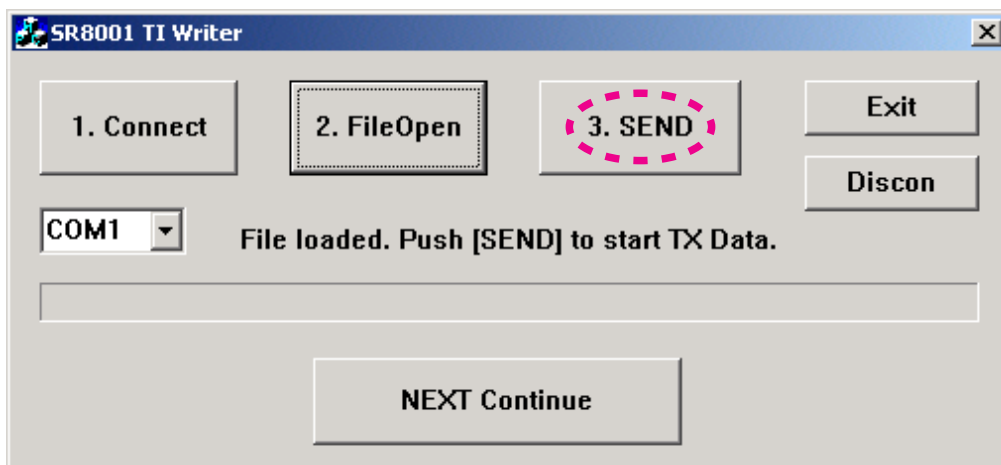 SR8001 TI Writer
1. Connect
2. FileOpen
3. SEND
Exit
Discon
COM1
File loaded. Push [SEND] to start TX Data.
NEXT Continue